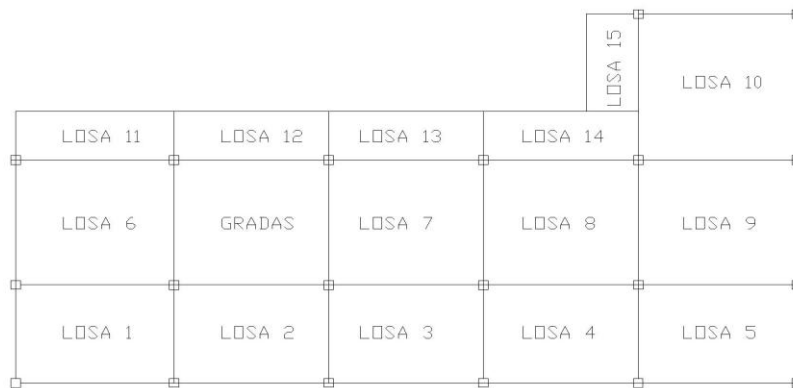 LOSA 15
LOSA 10
LOSA 11
LOSA 12
LOSA 13
LOSA 14
LOSA 6
GRADAS
LOSA 7
LOSA 8
LOSA 9
LOSA 1
LOSA 2
LOSA 3
LOSA 4
LOSA 5